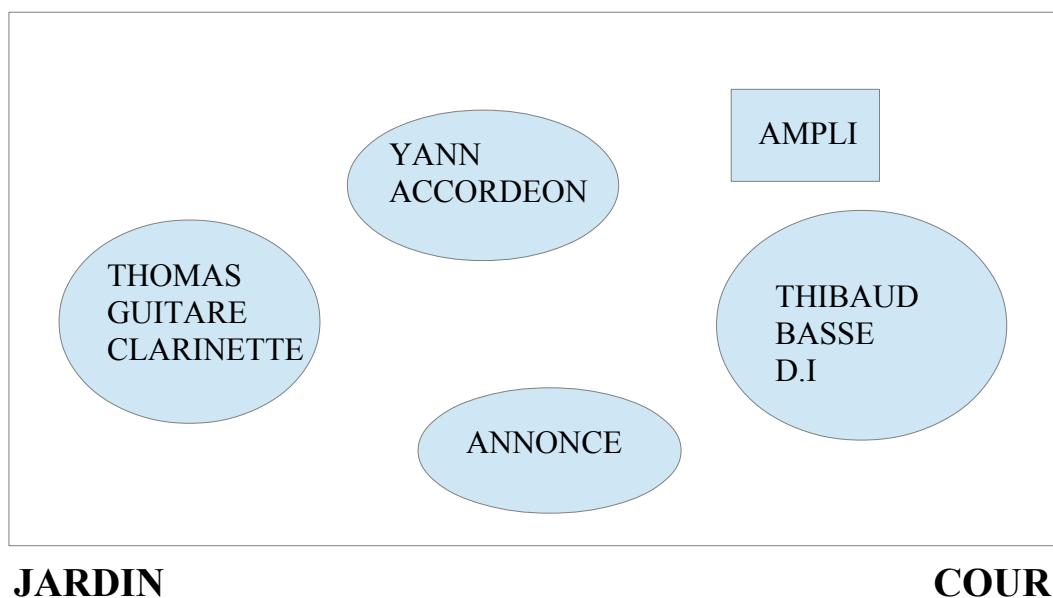 AMPLI
YANN
ACCORDEON
THOMAS
GUITARE
CLARINETTE
THIBAUD
BASSE
D.I
ANNONCE
JARDIN
COUR